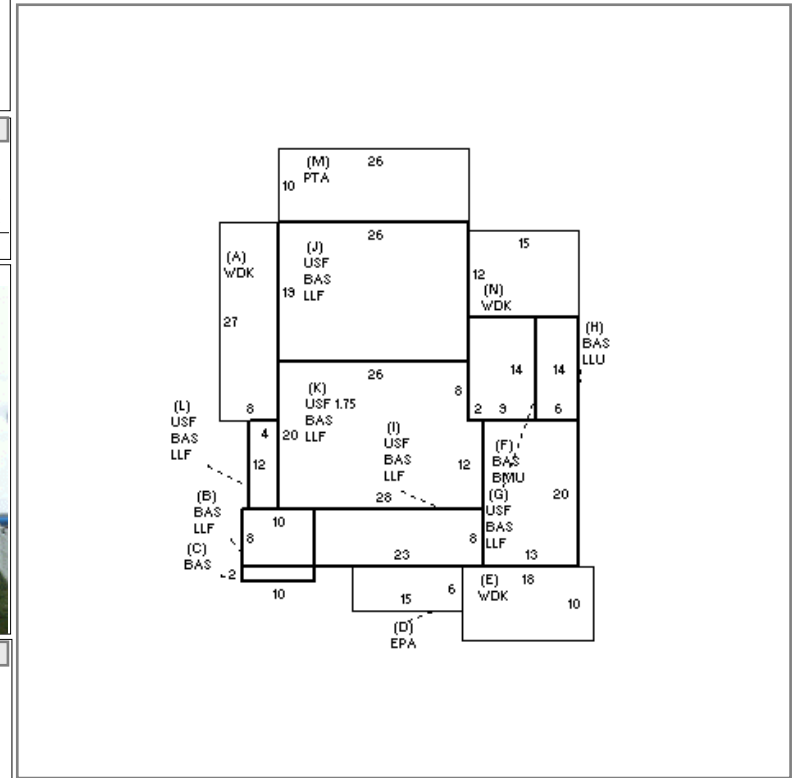 (M) 26
PTA
10
26
(J)
USF
BAS
LLF
19
(A)
WDK
27
8
15
12
(N)
WDK
(H)
BAS
LLU
14
14
2 9
6
26
8
(K)
USF 1.75
BAS
LLF
20
(I)
USF
BAS
LLF
12
28
(L)
USF
BAS
LLF
4
12
(F)
BAS
BMU
(G)
USF
BAS
LLF
20
13
(B)
BAS
LLF
10
8
(C)
BAS
2
10
23
8
15
6
(D)
EPA
(E) 18
WDK
10